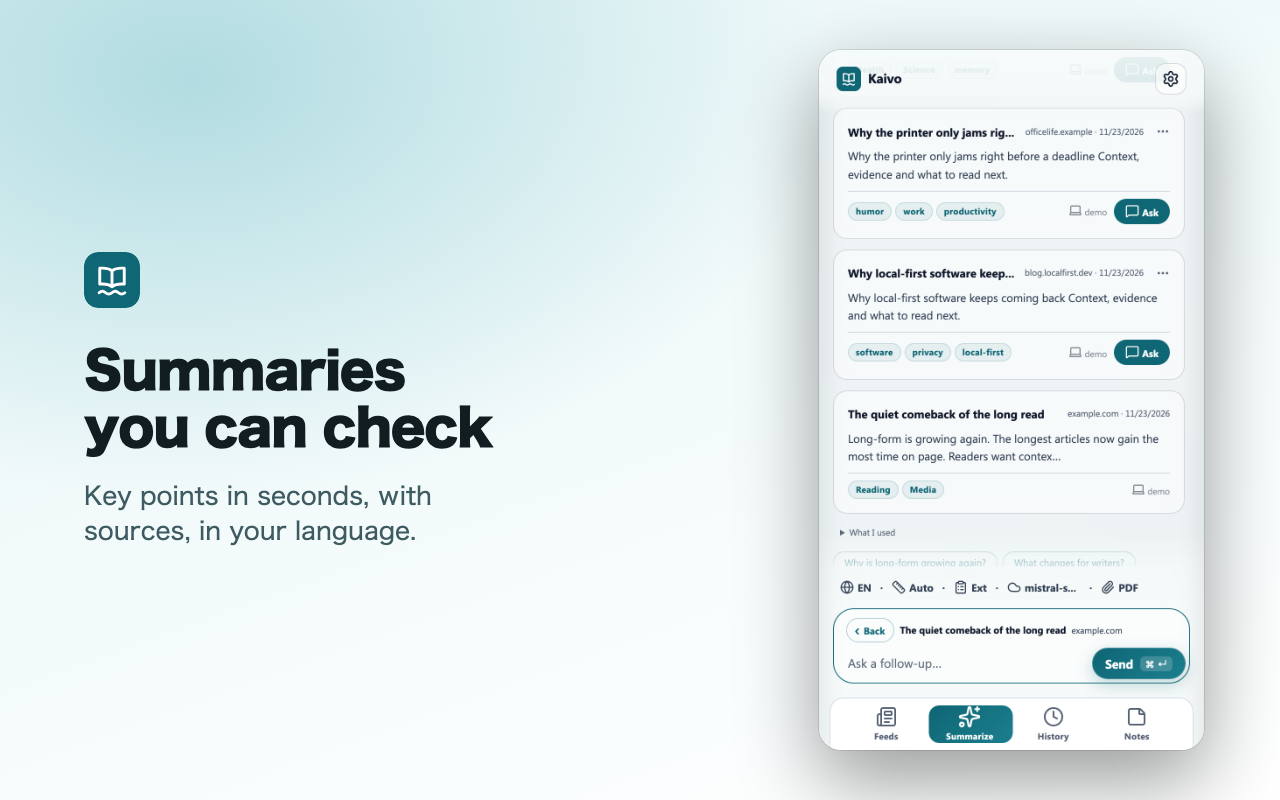 Summaries
you can check
Key points in seconds, with
sources, in your language.
Science memory demo Ask
Kaivo
Why the printer only jams rig... officelife.example · 11/23/2026
Why the printer only jams right before a deadline Context,
evidence and what to read next.
humor work productivity demo Ask
Why local-first software keep... blog.localfirst.dev · 11/23/2026
Why local-first software keeps coming back Context, evidence
and what to read next.
software privacy local-first demo Ask
The quiet comeback of the long read example.com · 11/23/2026
Long-form is growing again. The longest articles now gain the
most time on page. Readers want contex...
Reading Media demo
What I used
Why is long-form growing again? What changes for writers?
EN · Auto · Ext · mistral-s... · PDF
Back The quiet comeback of the long read example.com
Ask a follow-up...
Send ⌘ ↵
Feeds Summarize History Notes